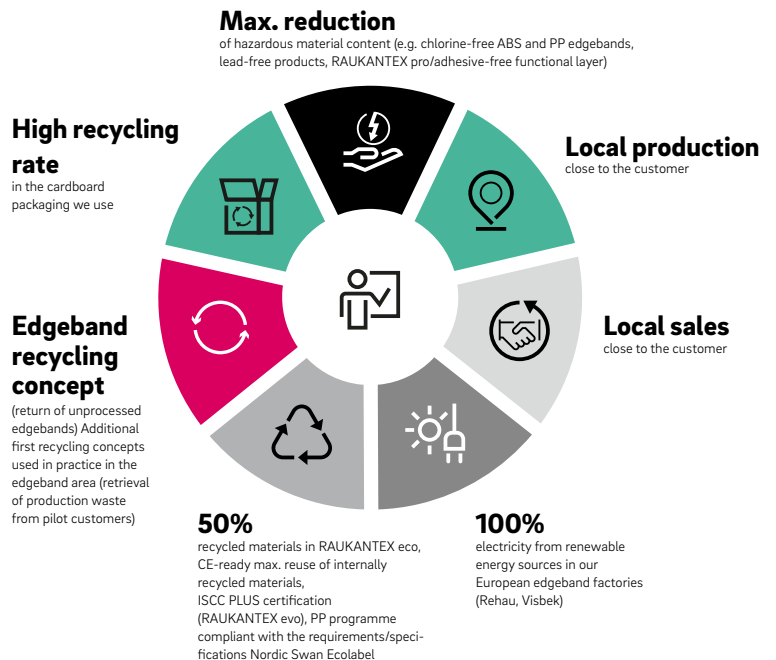 Max. reduction
of hazardous material content (e.g. chlorine-free ABS and PP edgebands,
lead-free products, RAUKANTEX pro/adhesive-free functional layer)
High recycling
rate
in the cardboard
packaging we use
Local production
close to the customer
Edgeband
recycling
concept
(return of unprocessed
edgebands) Additional
first recycling concepts
used in practice in the
edgeband area (retrieval
of production waste
from pilot customers)
Local sales
close to the customer
50%
recycled materials in RAUKANTEX eco,
CE-ready max. reuse of internally
recycled materials,
ISCC PLUS certification
(RAUKANTEX evo), PP programme
compliant with the requirements/speci-
fications Nordic Swan Ecolabel
100%
electricity from renewable
energy sources in our
European edgeband factories
(Rehau, Visbek)